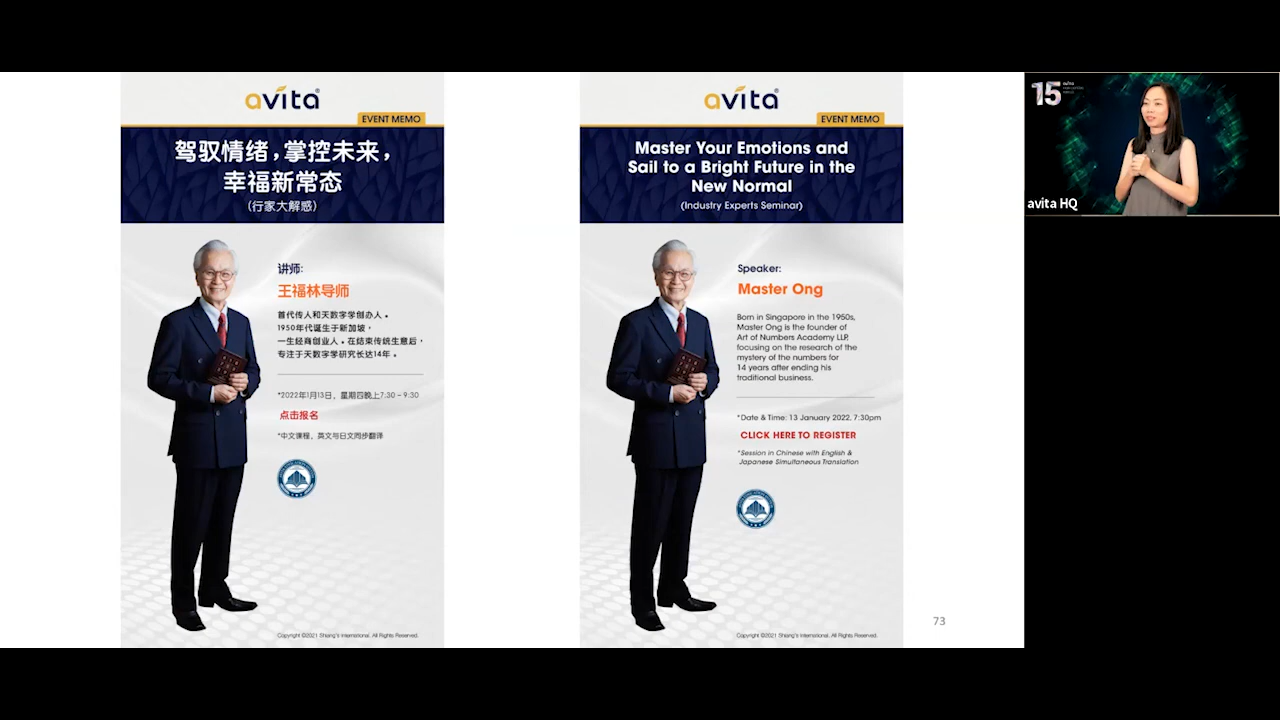 avita
EVENT MEMO
驾驭情绪，掌控未来，
幸福新常态
(行家大解惑)
讲师:
王福林导师
首代传人和天数字学创办人。
1950年代诞生于新加坡，
一生经商创业人。在结束传统生意后，
专注于天数字学研究长达14年。
*2022年1月13日，星期四晚上7:30 - 9:30
点击报名
*中文课程，英文与日文同步翻译
Copyright ©2021 Shiang's International. All Rights Reserved.
avita
EVENT MEMO
Master Your Emotions and
Sail to a Bright Future in the
New Normal
(Industry Experts Seminar)
Speaker:
Master Ong
Born in Singapore in the 1950s,
Master Ong is the founder of
Art of Numbers Academy LLP,
focusing on the research of the
mystery of the numbers for
14 years after ending his
traditional business.
*Date & Time: 13 January 2022, 7:30pm
CLICK HERE TO REGISTER
*Session in Chinese with English &
Japanese Simultaneous Translation
Copyright ©2021 Shiang's International. All Rights Reserved.
73
15
avita HQ